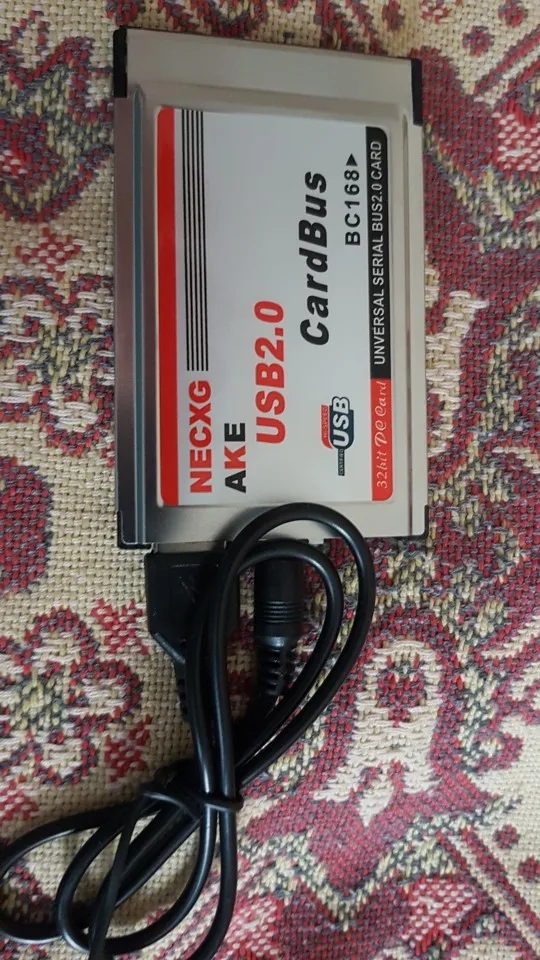 NECXG
AKE
USB2.0
CardBus
BC168▶
USB
32bit PC Card
UNVERSAL SERIAL BUS2.0 CARD